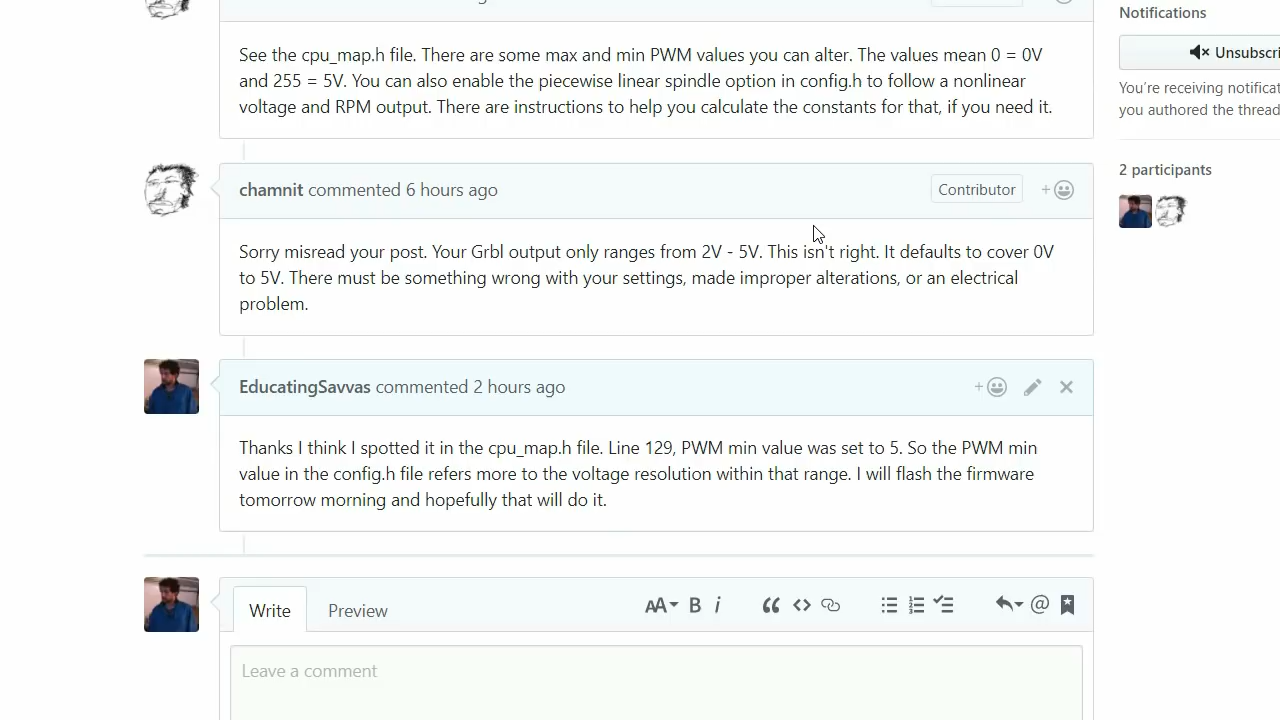 See the cpu_map.h file. There are some max and min PWM values you can alter. The values mean 0 = 0V
and 255 = 5V. You can also enable the piecewise linear spindle option in config.h to follow a nonlinear
voltage and RPM output. There are instructions to help you calculate the constants for that, if you need it.
chamnit commented 6 hours ago
Contributor
Sorry misread your post. Your Grbl output only ranges from 2V - 5V. This isn't right. It defaults to cover 0V
to 5V. There must be something wrong with your settings, made improper alterations, or an electrical
problem.
EducatingSavvas commented 2 hours ago
Thanks I think I spotted it in the cpu_map.h file. Line 129, PWM min value was set to 5. So the PWM min
value in the config.h file refers more to the voltage resolution within that range. I will flash the firmware
tomorrow morning and hopefully that will do it.
Write
Preview
AA B i
Leave a comment
Notifications
Unsubscri
You’re receiving notificat
you authored the thread
2 participants